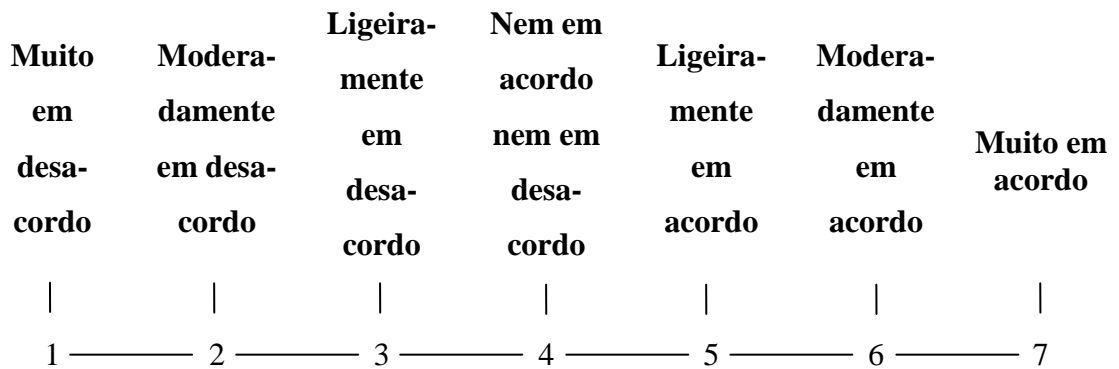 Muito
em
desa-
cordo
Modera-
damente
em desa-
cordo
Ligeira-
mente
em
desa-
cordo
Nem em
acordo
nem em
desa-
cordo
Ligeira-
mente
em
acordo
Modera-
damente
em
acordo
Muito em
acordo
1 2 3 4 5 6 7